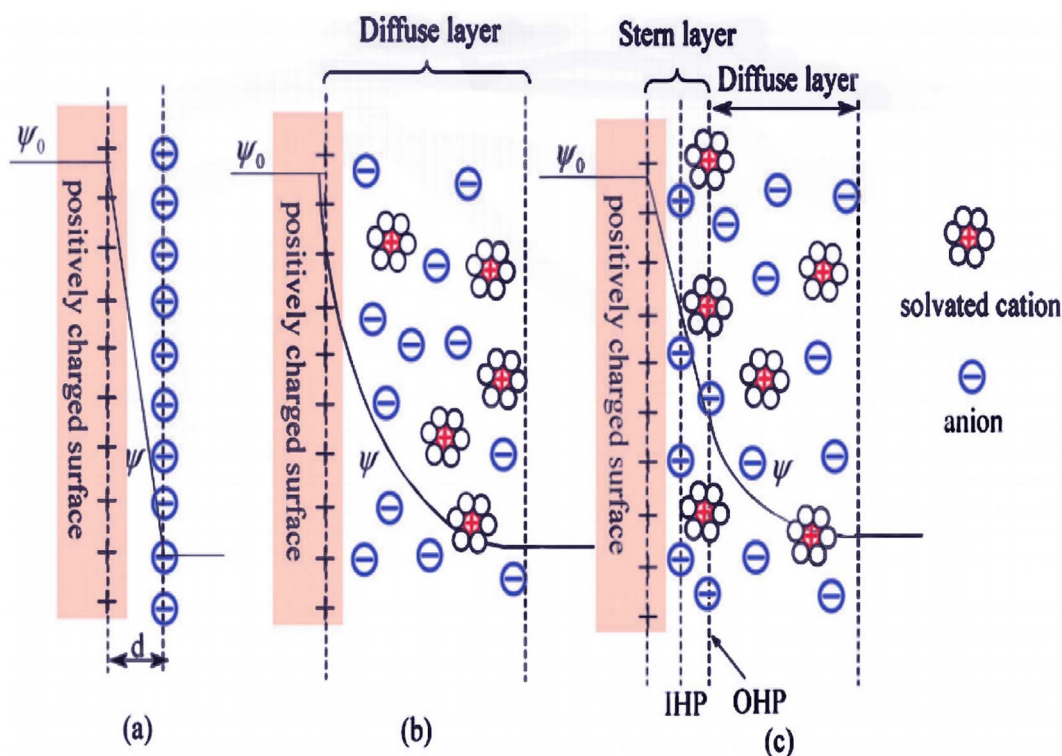 Diffuse layer
Stern layer
Diffuse layer
ψ0
positively charged surface
ψ
d
(a)
ψ0
positively charged surface
ψ
(b)
ψ0
positively charged surface
ψ
IHP
OHP
(c)
solvated cation
anion